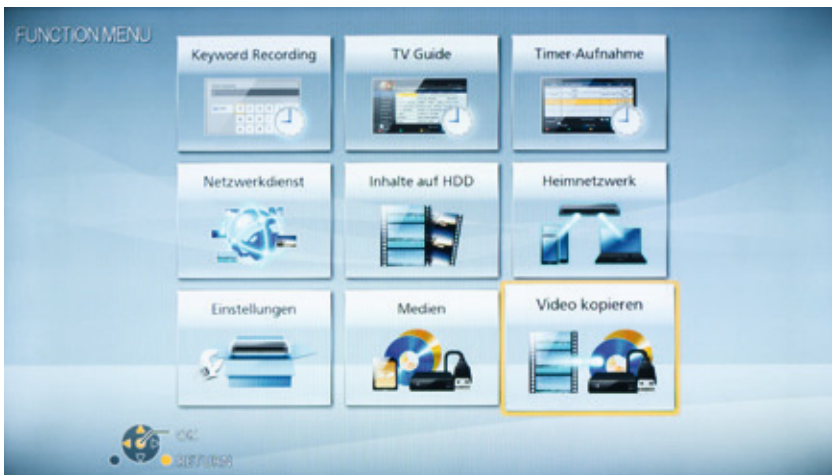 FUNCTION MENU
Keyword Recording
TV Guide
Timer-Aufnahme
Netzwerkdienst
Inhalte auf HDD
Heimnetzwerk
Einstellungen
Medien
Video kopieren
OK
RETURN